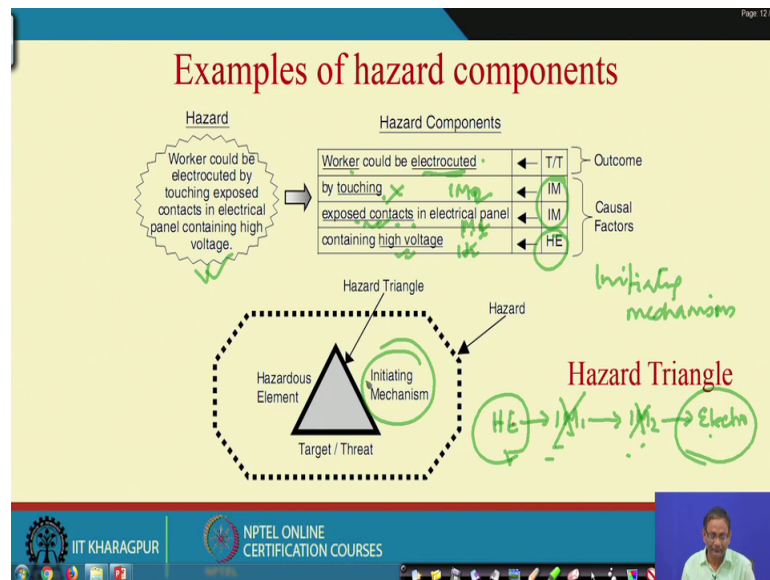 Page: 12 /
Examples of hazard components
Hazard
Worker could be
electrocuted by
touching exposed
contacts in electrical
panel containing high
voltage.
Hazard Components
Worker could be electrocuted T/T Outcome
by touching IM2 IM
exposed contacts in electrical panel IM
containing high voltage HE
Causal
Factors
Initiating
mechanisms
Hazard Triangle
Hazard
Hazardous
Element
Initiating
Mechanism
Target / Threat
Hazard Triangle
HE → IM1 → IM2 → Electro
IIT KHARAGPUR
NPTEL ONLINE
CERTIFICATION COURSES